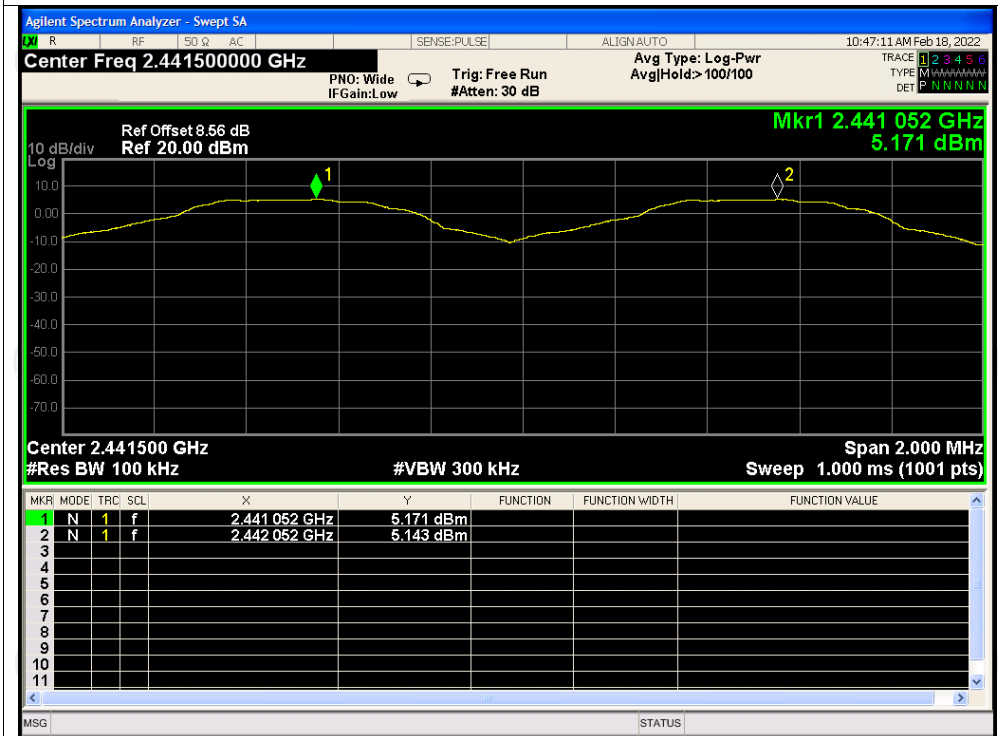 Agilent Spectrum Analyzer - Swept SA
LXI R RF 50 Ω AC SENSE:PULSE ALIGN AUTO 10:47:11 AM Feb 18, 2022
Center Freq 2.441500000 GHz
PNO: Wide
IFGain:Low
Trig: Free Run
#Atten: 30 dB
Avg Type: Log-Pwr
Avg|Hold:>100/100
TRACE 1 2 3 4 5 6
TYPE M WWWWW
DET P N N N N N
Mkr1 2.441 052 GHz
5.171 dBm
Ref Offset 8.56 dB
10 dB/div Ref 20.00 dBm
Log
10.0
0.00
-10.0
-20.0
-30.0
-40.0
-50.0
-60.0
-70.0
1
2
Center 2.441500 GHz Span 2.000 MHz
#Res BW 100 kHz #VBW 300 kHz Sweep 1.000 ms (1001 pts)
MKR MODE TRC SCL X Y FUNCTION FUNCTION WIDTH FUNCTION VALUE
1 N 1 f 2.441 052 GHz 5.171 dBm
2 N 1 f 2.442 052 GHz 5.143 dBm
3
4
5
6
7
8
9
10
11
MSG STATUS